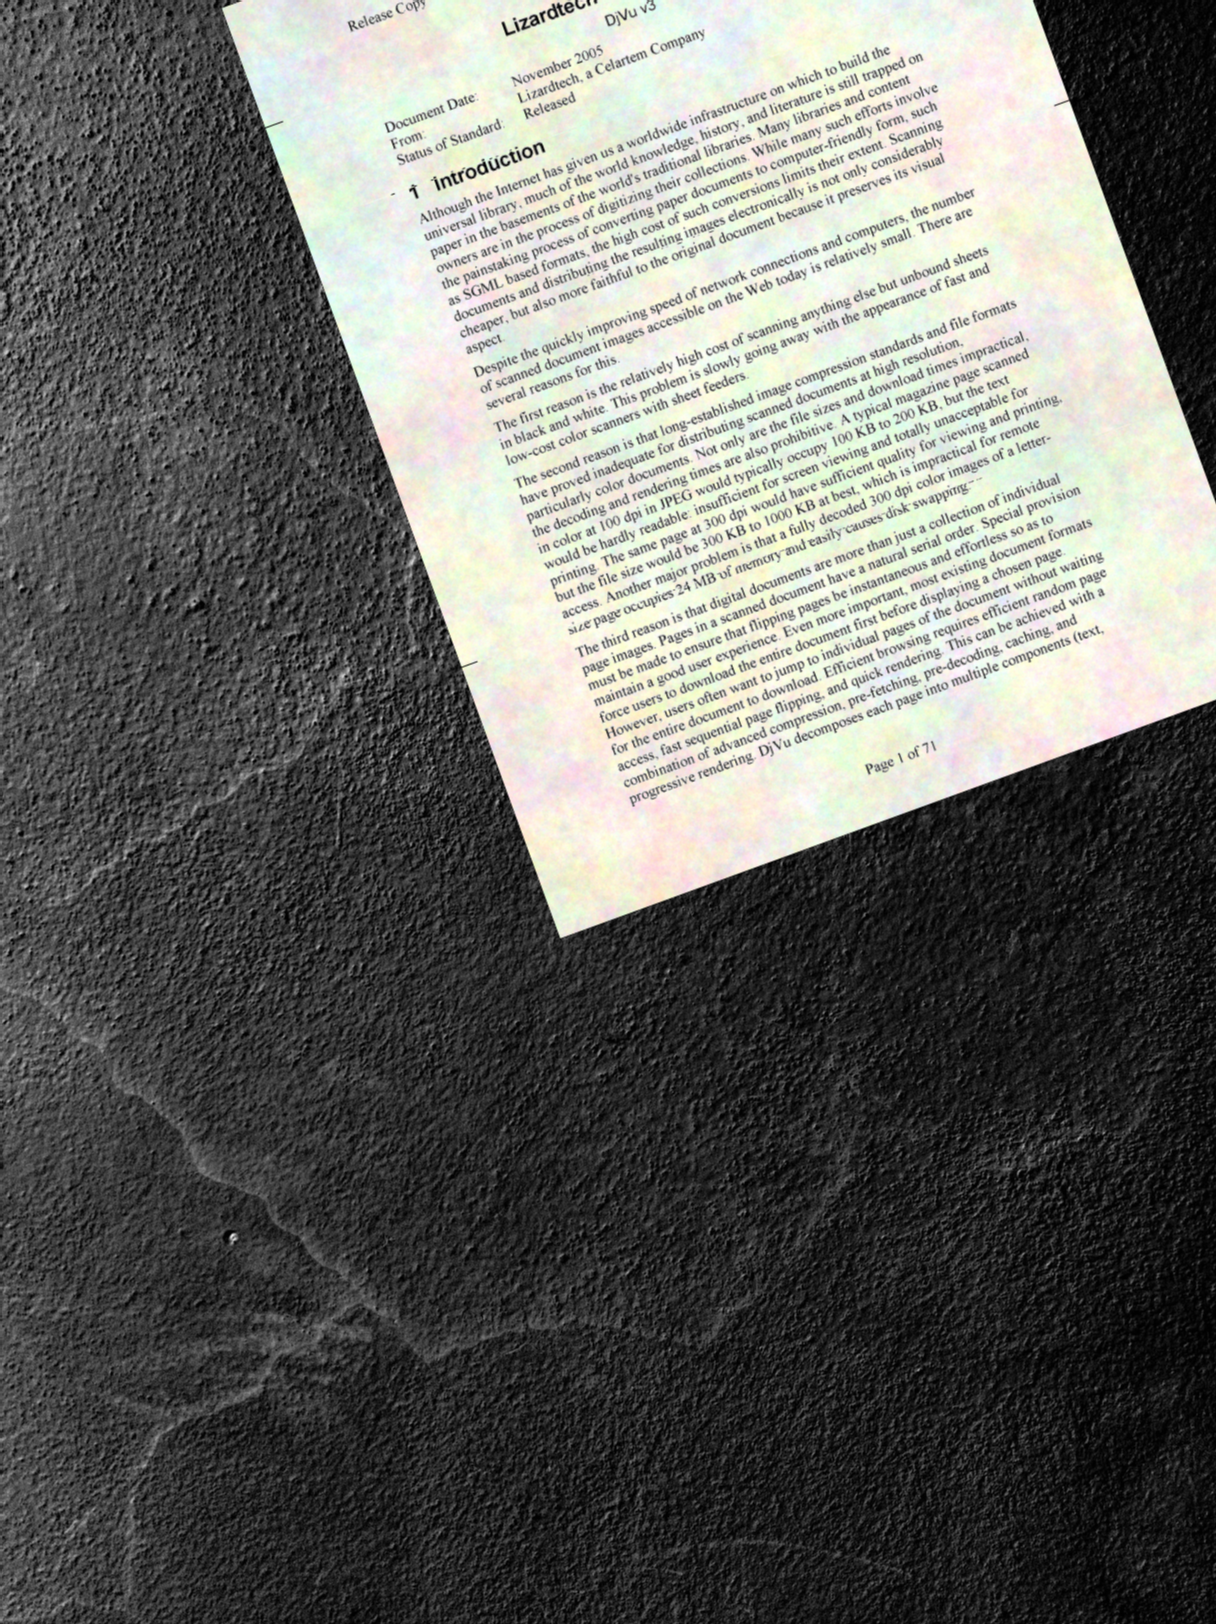 Release Copy
Lizardtech
DjVu v3
Document Date: November 2005
From: Lizardtech, a Celartem Company
Status of Standard: Released
1 Introduction
Although the Internet has given us a worldwide infrastructure on which to build the
universal library, much of the world knowledge, history, and literature is still trapped on
paper in the basements of the world's traditional libraries. Many libraries and content
owners are in the process of digitizing their collections. While many such efforts involve
the painstaking process of converting paper documents to computer-friendly form, such
as SGML based formats, the high cost of such conversions limits their extent. Scanning
documents and distributing the resulting images electronically is not only considerably
cheaper, but also more faithful to the original document because it preserves its visual
aspect.
Despite the quickly improving speed of network connections and computers, the number
of scanned document images accessible on the Web today is relatively small. There are
several reasons for this.
The first reason is the relatively high cost of scanning anything else but unbound sheets
in black and white. This problem is slowly going away with the appearance of fast and
low-cost color scanners with sheet feeders.
The second reason is that long-established image compression standards and file formats
have proved inadequate for distributing scanned documents at high resolution,
particularly color documents. Not only are the file sizes and download times impractical,
the decoding and rendering times are also prohibitive. A typical magazine page scanned
in color at 100 dpi in JPEG would typically occupy 100 KB to 200 KB, but the text
would be hardly readable: insufficient for screen viewing and totally unacceptable for
printing. The same page at 300 dpi would have sufficient quality for viewing and printing,
but the file size would be 300 KB to 1000 KB at best, which is impractical for remote
access. Another major problem is that a fully decoded 300 dpi color images of a letter-
size page occupies 24 MB of memory and easily causes disk swapping.
The third reason is that digital documents are more than just a collection of individual
page images. Pages in a scanned document have a natural serial order. Special provision
must be made to ensure that flipping pages be instantaneous and effortless so as to
maintain a good user experience. Even more important, most existing document formats
force users to download the entire document first before displaying a chosen page.
However, users often want to jump to individual pages of the document without waiting
for the entire document to download. Efficient browsing requires efficient random page
access, fast sequential page flipping, and quick rendering. This can be achieved with a
combination of advanced compression, pre-fetching, pre-decoding, caching, and
progressive rendering. DjVu decomposes each page into multiple components (text,
Page 1 of 71